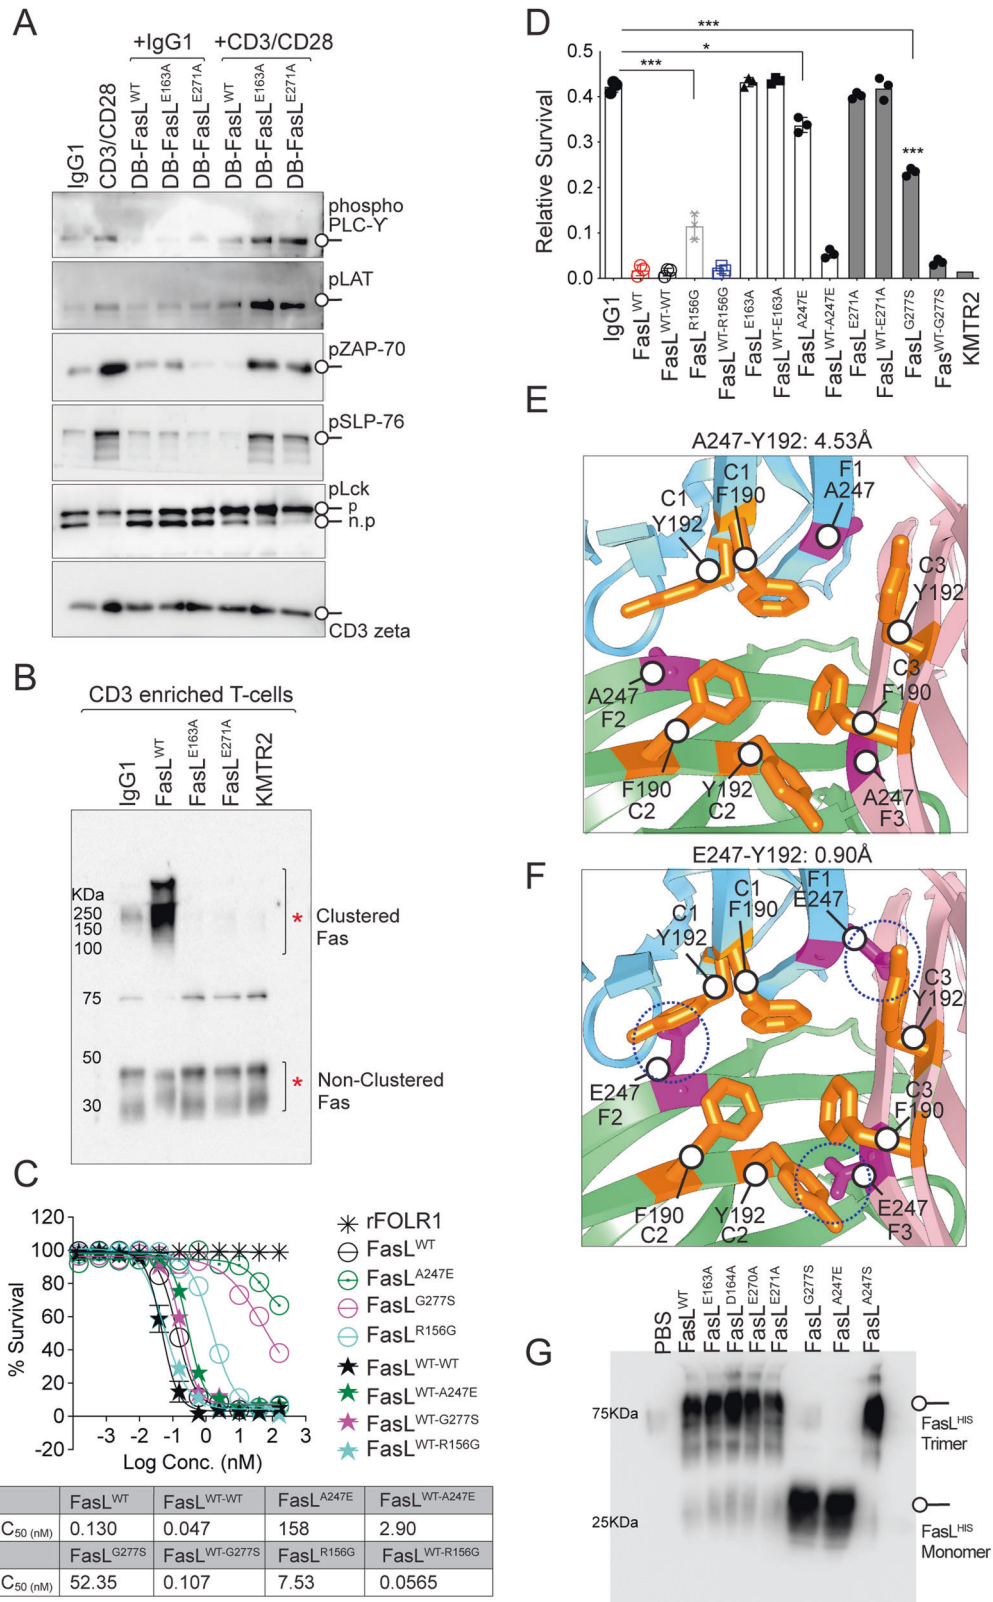 A
+IgG1
+CD3/CD28
IgG1
CD3/CD28
DB-FasL^WT
DB-FasL^E163A
DB-FasL^E271A
DB-FasL^WT
DB-FasL^E163A
DB-FasL^E271A
phospho
PLC-ϒ
pLAT
pZAP-70
pSLP-76
pLck
p
n.p
CD3 zeta
B
CD3 enriched T-cells
IgG1
FasL^WT
FasL^E163A
FasL^E271A
KMTR2
KDa
250
150
100
75
50
30
* Clustered
Fas
* Non-Clustered
Fas
C
120
100
80
60
40
20
0
-20
% Survival
-3 -2 -1 0 1 2 3
Log Conc. (nM)
rFOLR1
FasL^WT
FasL^A247E
FasL^G277S
FasL^R156G
FasL^WT-WT
FasL^WT-A247E
FasL^WT-G277S
FasL^WT-R156G
FasL^WT FasL^WT-WT FasL^A247E FasL^WT-A247E
C50 (nM) 0.130 0.047 158 2.90
FasL^G277S FasL^WT-G277S FasL^R156G FasL^WT-R156G
C50 (nM) 52.35 0.107 7.53 0.0565
D
***
*
***
***
0.5
0.4
0.3
0.2
0.1
0.0
Relative Survival
IgG1
FasL^WT
FasL^WT-WT
FasL^R156G
FasL^WT-R156G
FasL^E163A
FasL^WT-E163A
FasL^A247E
FasL^WT-A247E
FasL^E271A
FasL^WT-E271A
FasL^G277S
Fas^WT-G277S
KMTR2
E
A247-Y192: 4.53Å
C1
Y192
C1
F190
F1
A247
C3
Y192
C3
F190
A247
F2
F190
C2
Y192
C2
A247
F3
F
E247-Y192: 0.90Å
C1
Y192
C1
F190
F1
E247
C3
Y192
C3
F190
E247
F2
F190
C2
Y192
C2
E247
F3
G
PBS
FasL^WT
FasL^E163A
FasL^D164A
FasL^E270A
FasL^E271A
FasL^G277S
FasL^A247E
FasL^A247S
75KDa
25KDa
FasL^HIS
Trimer
FasL^HIS
Monomer